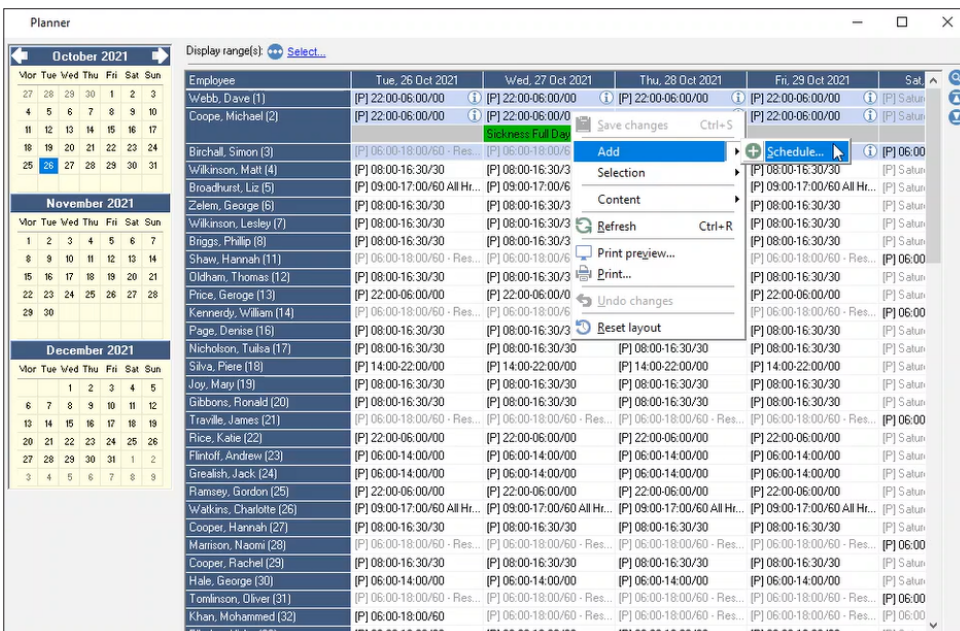 Planner
Display range(s): Select...
October 2021
Mor Tue Wed Thu Fri Sat Sun
27 28 29 30 1 2 3
4 5 6 7 8 9 10
11 12 13 14 15 16 17
18 19 20 21 22 23 24
25 26 27 28 29 30 31
November 2021
Mor Tue Wed Thu Fri Sat Sun
1 2 3 4 5 6 7
8 9 10 11 12 13 14
15 16 17 18 19 20 21
22 23 24 25 26 27 28
29 30
December 2021
Mor Tue Wed Thu Fri Sat Sun
1 2 3 4 5
6 7 8 9 10 11 12
13 14 15 16 17 18 19
20 21 22 23 24 25 26
27 28 29 30 31 1 2
3 4 5 6 7 8 9
Employee Tue, 26 Oct 2021 Wed, 27 Oct 2021 Thu, 28 Oct 2021 Fri, 29 Oct 2021 Sat,
Webb, Dave (1) [P] 22:00-06:00/00 [P] 22:00-06:00/00 [P] 22:00-06:00/00 [P] 22:00-06:00/00 [P] Satur
Coope, Michael (2) [P] 22:00-06:00/00 [P] 22:00-06:00/0 [P] 22:00-06:00/00 [P] Satur
Sickness Full Day
Birchall, Simon (3) [P] 06:00-18:00/60 - Res... [P] 06:00-18:00/6 [P] 06:00
Wilkinson, Matt (4) [P] 08:00-16:30/30 [P] 08:00-16:30/3 [P] 08:00-16:30/30 [P] Satur
Broadhurst, Liz (5) [P] 09:00-17:00/60 All Hr... [P] 09:00-17:00/6 [P] 09:00-17:00/60 All Hr... [P] Satur
Zelem, George (6) [P] 08:00-16:30/30 [P] 08:00-16:30/3 [P] 08:00-16:30/30 [P] Satur
Wilkinson, Lesley (7) [P] 08:00-16:30/30 [P] 08:00-16:30/3 [P] 08:00-16:30/30 [P] Satur
Briggs, Phillip (8) [P] 08:00-16:30/30 [P] 08:00-16:30/3 [P] 08:00-16:30/30 [P] Satur
Shaw, Hannah (11) [P] 06:00-18:00/60 - Res... [P] 06:00-18:00/6 [P] 06:00-18:00/60 - Res... [P] 06:00
Oldham, Thomas (12) [P] 08:00-16:30/30 [P] 08:00-16:30/3 [P] 08:00-16:30/30 [P] Satur
Price, Geroge (13) [P] 22:00-06:00/00 [P] 22:00-06:00/0 [P] 22:00-06:00/00 [P] Satur
Kennerdy, William (14) [P] 06:00-18:00/60 - Res... [P] 06:00-18:00/6 [P] 06:00-18:00/60 - Res... [P] 06:00
Page, Denise (16) [P] 08:00-16:30/30 [P] 08:00-16:30/3 [P] 08:00-16:30/30 [P] Satur
Nicholson, Tuilsa (17) [P] 08:00-16:30/30 [P] 08:00-16:30/30 [P] 08:00-16:30/30 [P] 08:00-16:30/30 [P] Satur
Silva, Piere (18) [P] 14:00-22:00/00 [P] 14:00-22:00/00 [P] 14:00-22:00/00 [P] 14:00-22:00/00 [P] Satur
Joy, Mary (19) [P] 08:00-16:30/30 [P] 08:00-16:30/30 [P] 08:00-16:30/30 [P] 08:00-16:30/30 [P] Satur
Gibbons, Ronald (20) [P] 08:00-16:30/30 [P] 08:00-16:30/30 [P] 08:00-16:30/30 [P] 08:00-16:30/30 [P] Satur
Traville, James (21) [P] 06:00-18:00/60 - Res... [P] 06:00-18:00/60 - Res... [P] 06:00-18:00/60 - Res... [P] 06:00-18:00/60 - Res... [P] 06:00
Rice, Katie (22) [P] 22:00-06:00/00 [P] 22:00-06:00/00 [P] 22:00-06:00/00 [P] 22:00-06:00/00 [P] Satur
Flintoff, Andrew (23) [P] 06:00-14:00/00 [P] 06:00-14:00/00 [P] 06:00-14:00/00 [P] 06:00-14:00/00 [P] Satur
Grealish, Jack (24) [P] 06:00-14:00/00 [P] 06:00-14:00/00 [P] 06:00-14:00/00 [P] 06:00-14:00/00 [P] Satur
Ramsey, Gordon (25) [P] 22:00-06:00/00 [P] 22:00-06:00/00 [P] 22:00-06:00/00 [P] 22:00-06:00/00 [P] Satur
Watkins, Charlotte (26) [P] 09:00-17:00/60 All Hr... [P] 09:00-17:00/60 All Hr... [P] 09:00-17:00/60 All Hr... [P] 09:00-17:00/60 All Hr... [P] Satur
Cooper, Hannah (27) [P] 08:00-16:30/30 [P] 08:00-16:30/30 [P] 08:00-16:30/30 [P] 08:00-16:30/30 [P] Satur
Marrison, Naomi (28) [P] 06:00-18:00/60 - Res... [P] 06:00-18:00/60 - Res... [P] 06:00-18:00/60 - Res... [P] 06:00-18:00/60 - Res... [P] 06:00
Cooper, Rachel (29) [P] 08:00-16:30/30 [P] 08:00-16:30/30 [P] 08:00-16:30/30 [P] 08:00-16:30/30 [P] Satur
Hale, George (30) [P] 06:00-14:00/00 [P] 06:00-14:00/00 [P] 06:00-14:00/00 [P] 06:00-14:00/00 [P] Satur
Tomlinson, Oliver (31) [P] 06:00-18:00/60 - Res... [P] 06:00-18:00/60 - Res... [P] 06:00-18:00/60 - Res... [P] 06:00-18:00/60 - Res... [P] 06:00
Khan, Mohammed (32) [P] 06:00-18:00/60 [P] 06:00-18:00/60 - Res... [P] 06:00-18:00/60 - Res... [P] 06:00-18:00/60 - Res... [P] 06:00
Save changes Ctrl+S
Add
Schedule...
Selection
Content
Refresh Ctrl+R
Print preview...
Print...
Undo changes
Reset layout